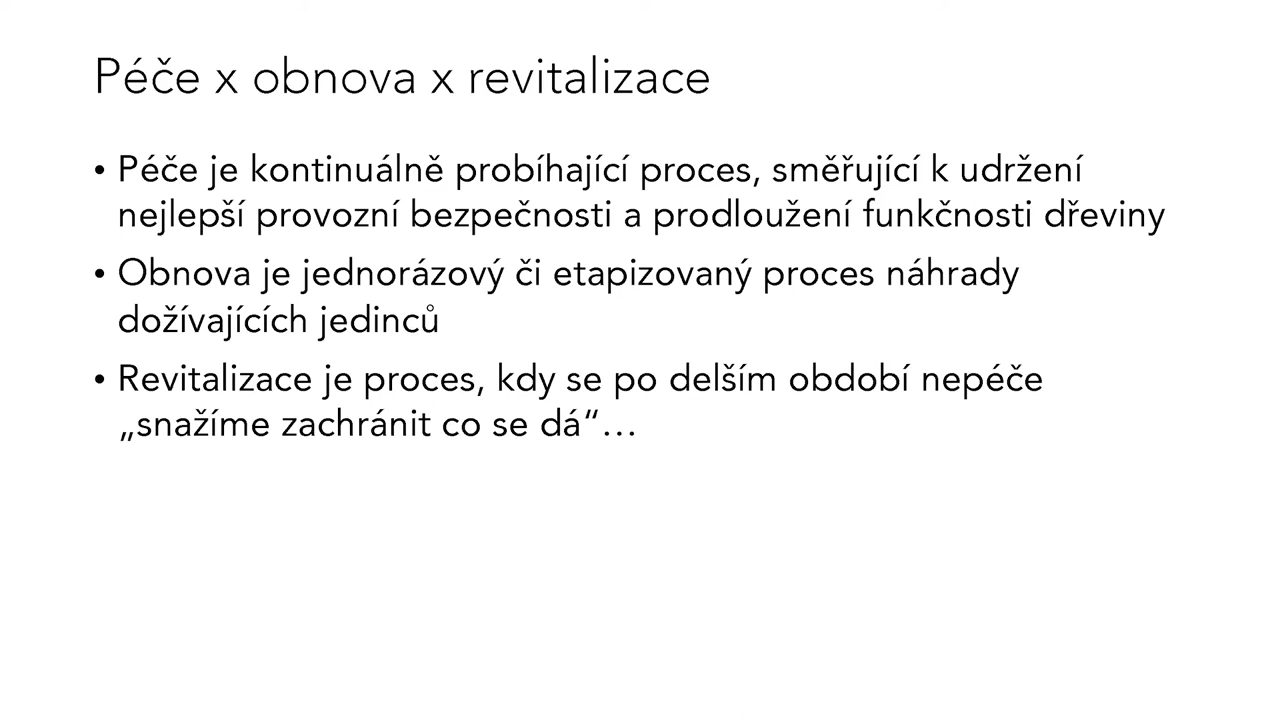 Péče x obnova x revitalizace
• Péče je kontinuálně probíhající proces, směřující k udržení
nejlepší provozní bezpečnosti a prodloužení funkčnosti dřeviny
• Obnova je jednorázový či etapizovaný proces náhrady
dožívajících jedinců
• Revitalizace je proces, kdy se po delším období nepéče
„snažíme zachránit co se dá“…